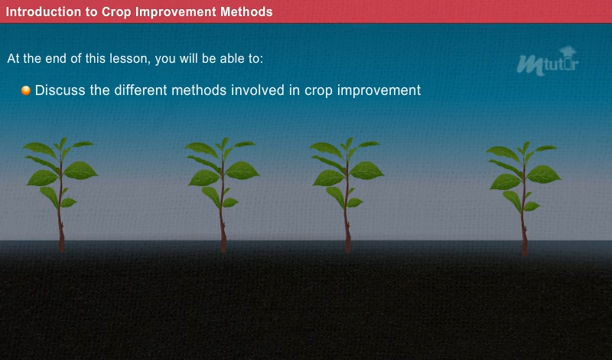 Introduction to Crop Improvement Methods
mtutor
At the end of this lesson, you will be able to:
Discuss the different methods involved in crop improvement